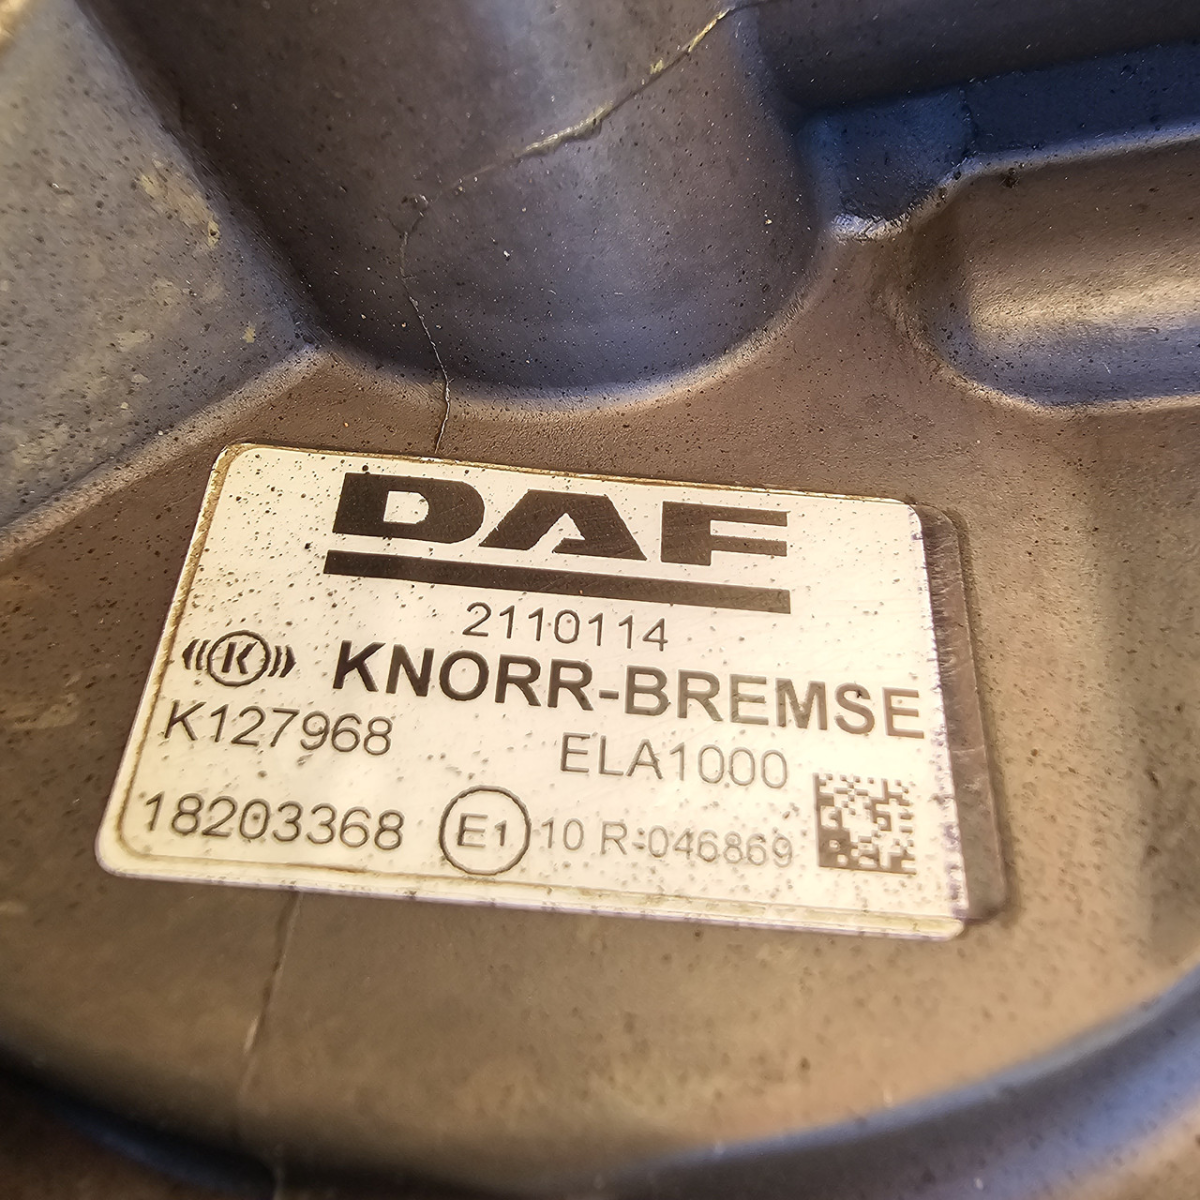 DAF
2110114
K KNORR-BREMSE
K127968 ELA1000
18203368 E1 10 R-046869